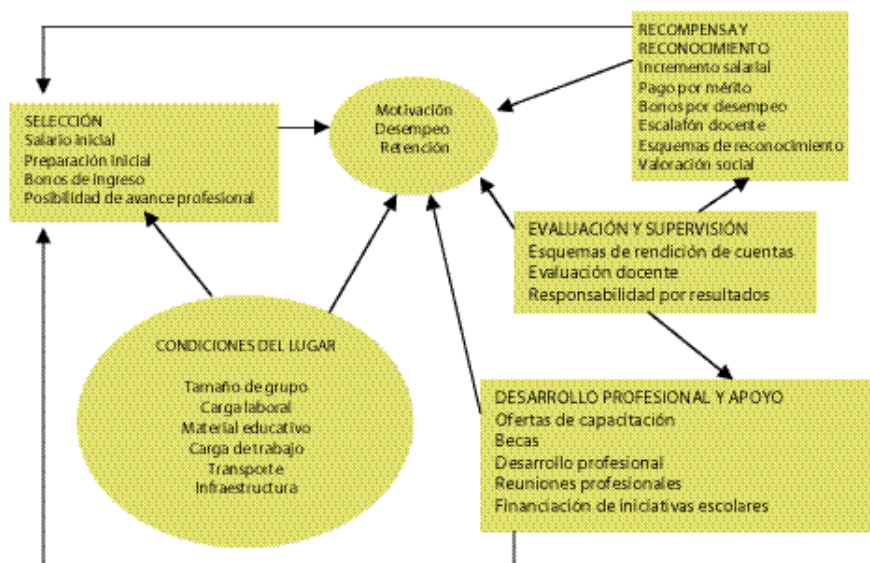 RECOMPENSA Y
RECONOCIMIENTO
Incremento salarial
Pago por mérito
Bonos por desempeo
Escalafón docente
Esquemas de reconocimiento
Valoración social
SELECCIÓN
Salario inicial
Preparación inicial
Bonos de ingreso
Posibilidad de avance profesional
Motivación
Desempeo
Retención
EVALUACIÓN Y SUPERVISIÓN
Esquemas de rendición de cuentas
Evaluación docente
Responsabilidad por resultados
CONDICIONES DEL LUGAR
Tamaño de grupo
Carga laboral
Material educativo
Carga de trabajo
Transporte
Infraestructura
DESARROLLO PROFESIONAL Y APOYO
Ofertas de capacitación
Becas
Desarrollo profesional
Reuniones profesionales
Financiación de iniciativas escolares